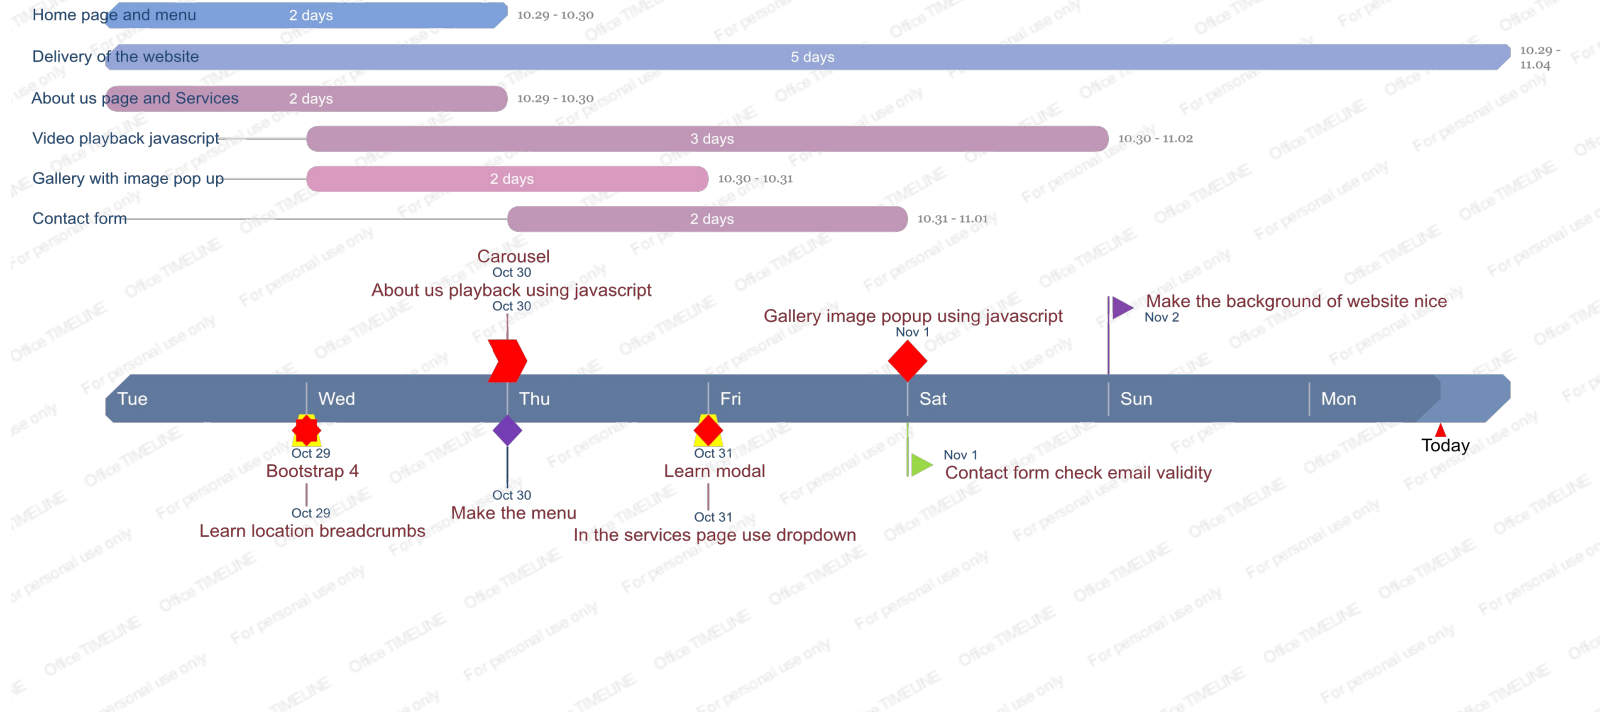 Home page and menu 2 days 10.29 - 10.30
Delivery of the website 5 days 10.29 -
11.04
About us page and Services 2 days 10.29 - 10.30
Video playback javascript 3 days 10.30 - 11.02
Gallery with image pop up 2 days 10.30 - 10.31
Contact form 2 days 10.31 - 11.01
Carousel
Oct 30
About us playback using javascript
Oct 30
Gallery image popup using javascript
Nov 1
Make the background of website nice
Nov 2
Tue Wed Thu Fri Sat Sun Mon
Today
Oct 29
Bootstrap 4
Oct 29
Learn location breadcrumbs
Oct 30
Make the menu
Oct 31
Learn modal
Oct 31
In the services page use dropdown
Nov 1
Contact form check email validity
Office TIMELINE
For personal use only